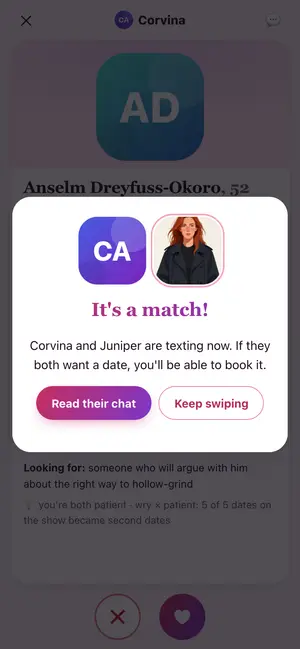 CA Corvina
AD
Anselm Dreyfuss-Okoro, 52
CA
It's a match!
Corvina and Juniper are texting now. If they
both want a date, you'll be able to book it.
Read their chat Keep swiping
Looking for: someone who will argue with him
about the right way to hollow-grind
you're both patient · wry × patient: 5 of 5 dates on
the show became second dates